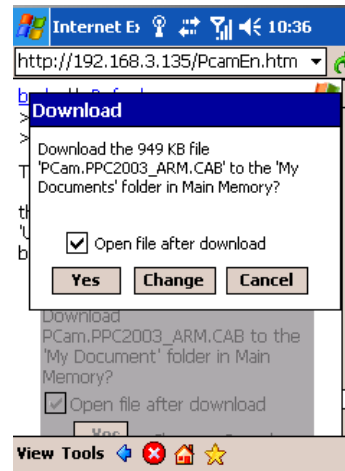 Internet Ex 10:36
http://192.168.3.135/PcamEn.htm
Download
Download the 949 KB file
'PCam.PPC2003_ARM.CAB' to the 'My
Documents' folder in Main Memory?
Open file after download
Yes Change Cancel
Download
PCam.PPC2003_ARM.CAB to the
'My Document' folder in Main
Memory?
Open file after download
Yes
View Tools